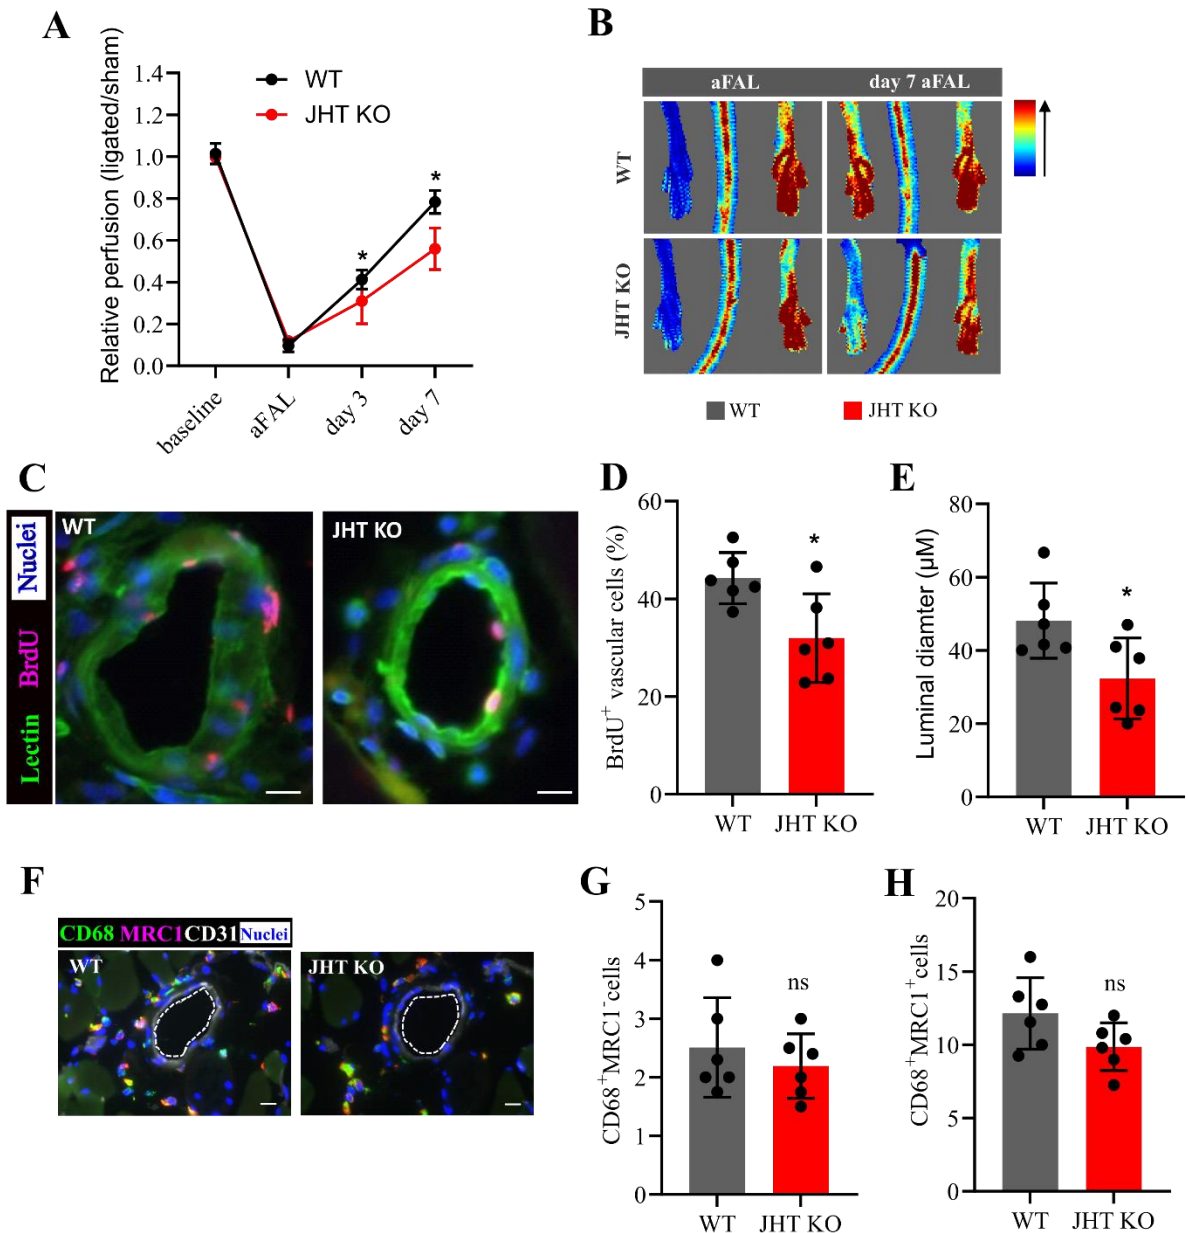 A
Relative perfusion (ligated/sham)
1.4
1.2
1.0
0.8
0.6
0.4
0.2
0.0
WT
JHT KO
*
*
baseline
aFAL
day 3
day 7
B
aFAL
day 7 aFAL
WT
JHT KO
WT
JHT KO
C
Lectin BrdU Nuclei
WT
JHT KO
D
BrdU+ vascular cells (%)
60
40
20
0
*
WT
JHT KO
E
Luminal diamter (µM)
80
60
40
20
0
*
WT
JHT KO
F
CD68 MRC1 CD31 Nuclei
WT
JHT KO
G
CD68+MRC1- cells
5
4
3
2
1
0
ns
WT
JHT KO
H
CD68+MRC1+ cells
20
15
10
5
0
ns
WT
JHT KO